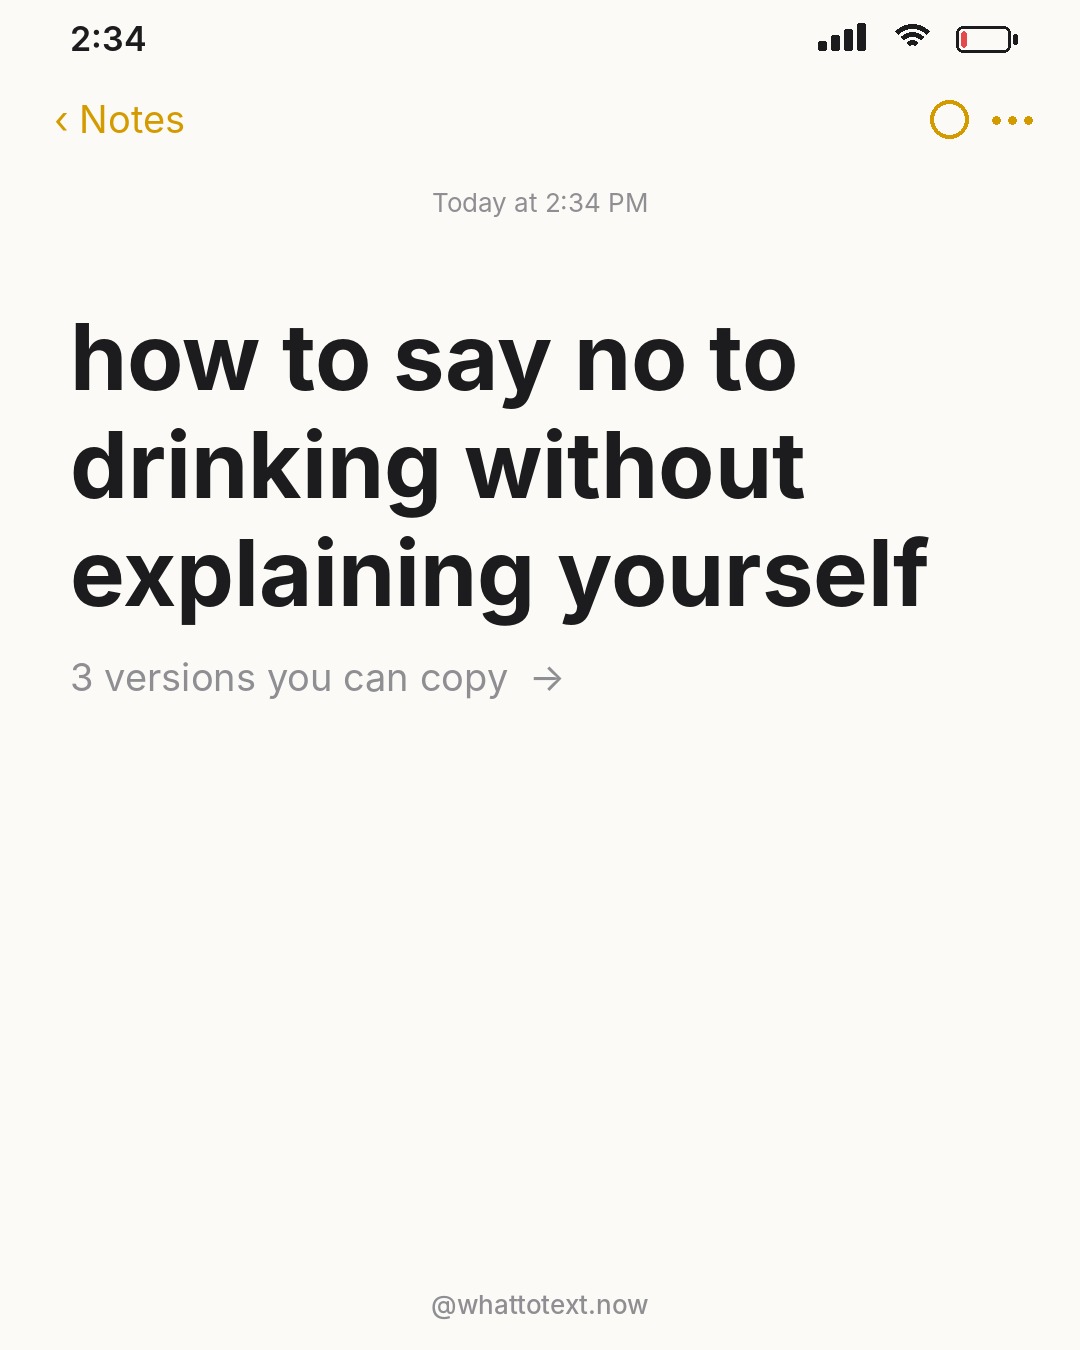 2:34
‹ Notes
Today at 2:34 PM
how to say no to
drinking without
explaining yourself
3 versions you can copy →
@whattotext.now